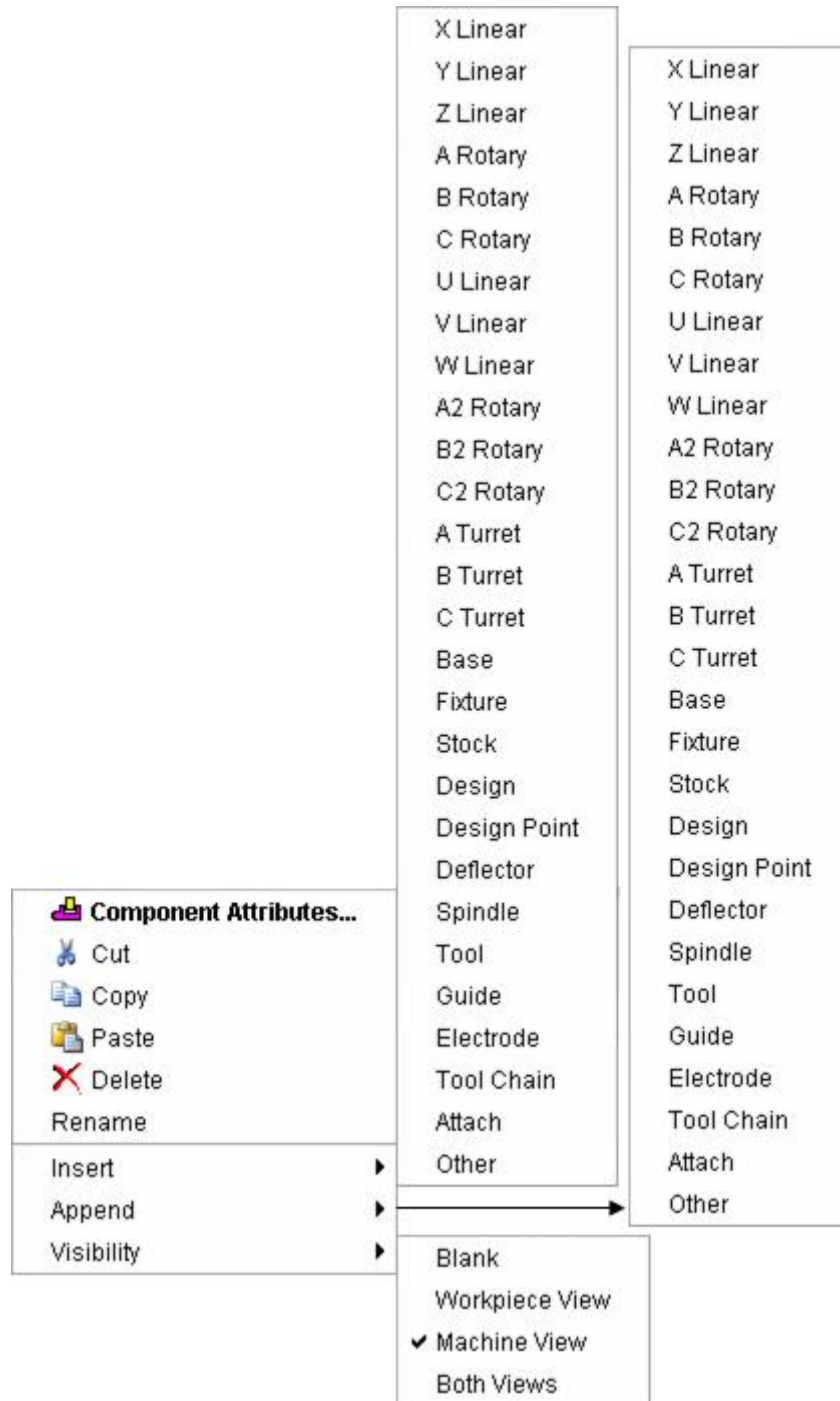 Component Attributes...
Cut
Copy
Paste
Delete
Rename
Insert
Append
Visibility
X Linear
Y Linear
Z Linear
A Rotary
B Rotary
C Rotary
U Linear
V Linear
W Linear
A2 Rotary
B2 Rotary
C2 Rotary
A Turret
B Turret
C Turret
Base
Fixture
Stock
Design
Design Point
Deflector
Spindle
Tool
Guide
Electrode
Tool Chain
Attach
Other
X Linear
Y Linear
Z Linear
A Rotary
B Rotary
C Rotary
U Linear
V Linear
W Linear
A2 Rotary
B2 Rotary
C2 Rotary
A Turret
B Turret
C Turret
Base
Fixture
Stock
Design
Design Point
Deflector
Spindle
Tool
Guide
Electrode
Tool Chain
Attach
Other
Blank
Workpiece View
Machine View
Both Views